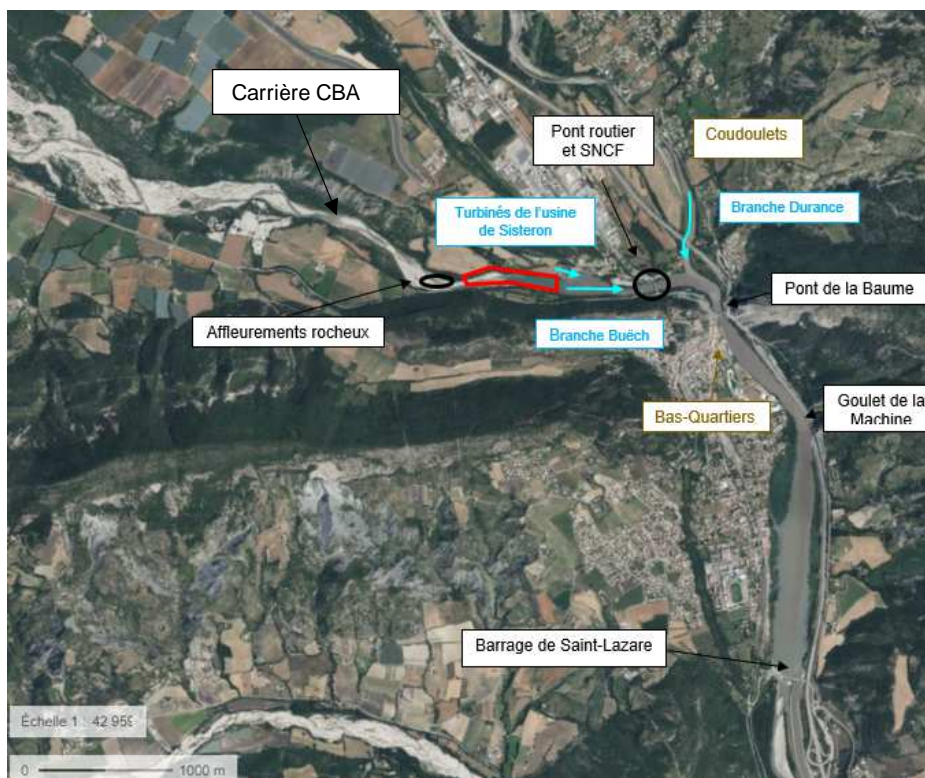 Carrière CBA
Pont routier
et SNCF
Coudoulets
Turbinés de l'usine
de Sisteron
Branche Durance
Pont de la Baume
Affleurements rocheux
Branche Buëch
Bas-Quartiers
Goulet de la
Machine
Barrage de Saint-Lazare
Échelle 1 : 42 959
0 1000 m